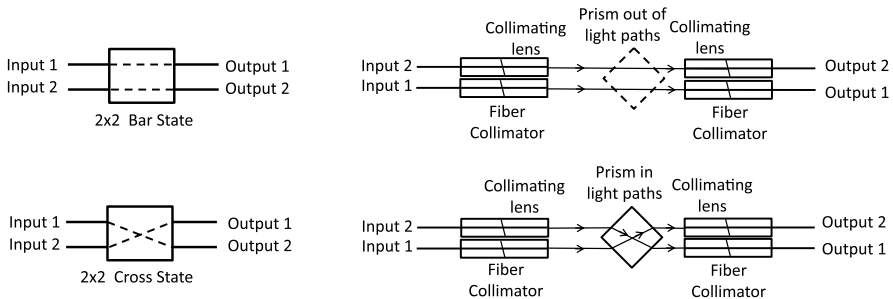 Input 1
Input 2
Output 1
Output 2
2x2 Bar State
Collimating
lens
Prism out of
light paths
Collimating
lens
Input 2
Input 1
Output 2
Output 1
Fiber
Collimator
Fiber
Collimator
Input 1
Input 2
Output 1
Output 2
2x2 Cross State
Collimating
lens
Prism in
light paths
Collimating
lens
Input 2
Input 1
Output 2
Output 1
Fiber
Collimator
Fiber
Collimator